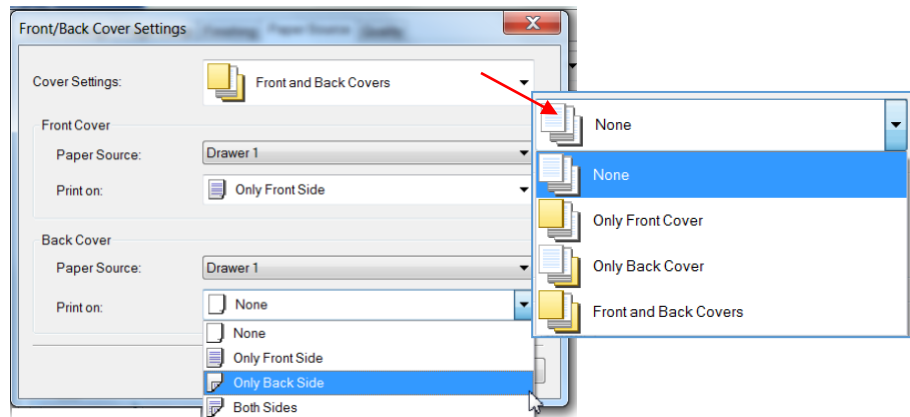 Front/Back Cover Settings
Finishing Paper Source Quality
Cover Settings:
Front and Back Covers
Front Cover
Paper Source:
Drawer 1
Print on:
Only Front Side
Back Cover
Paper Source:
Drawer 1
Print on:
None
None
Only Front Side
Only Back Side
Both Sides
None
None
Only Front Cover
Only Back Cover
Front and Back Covers